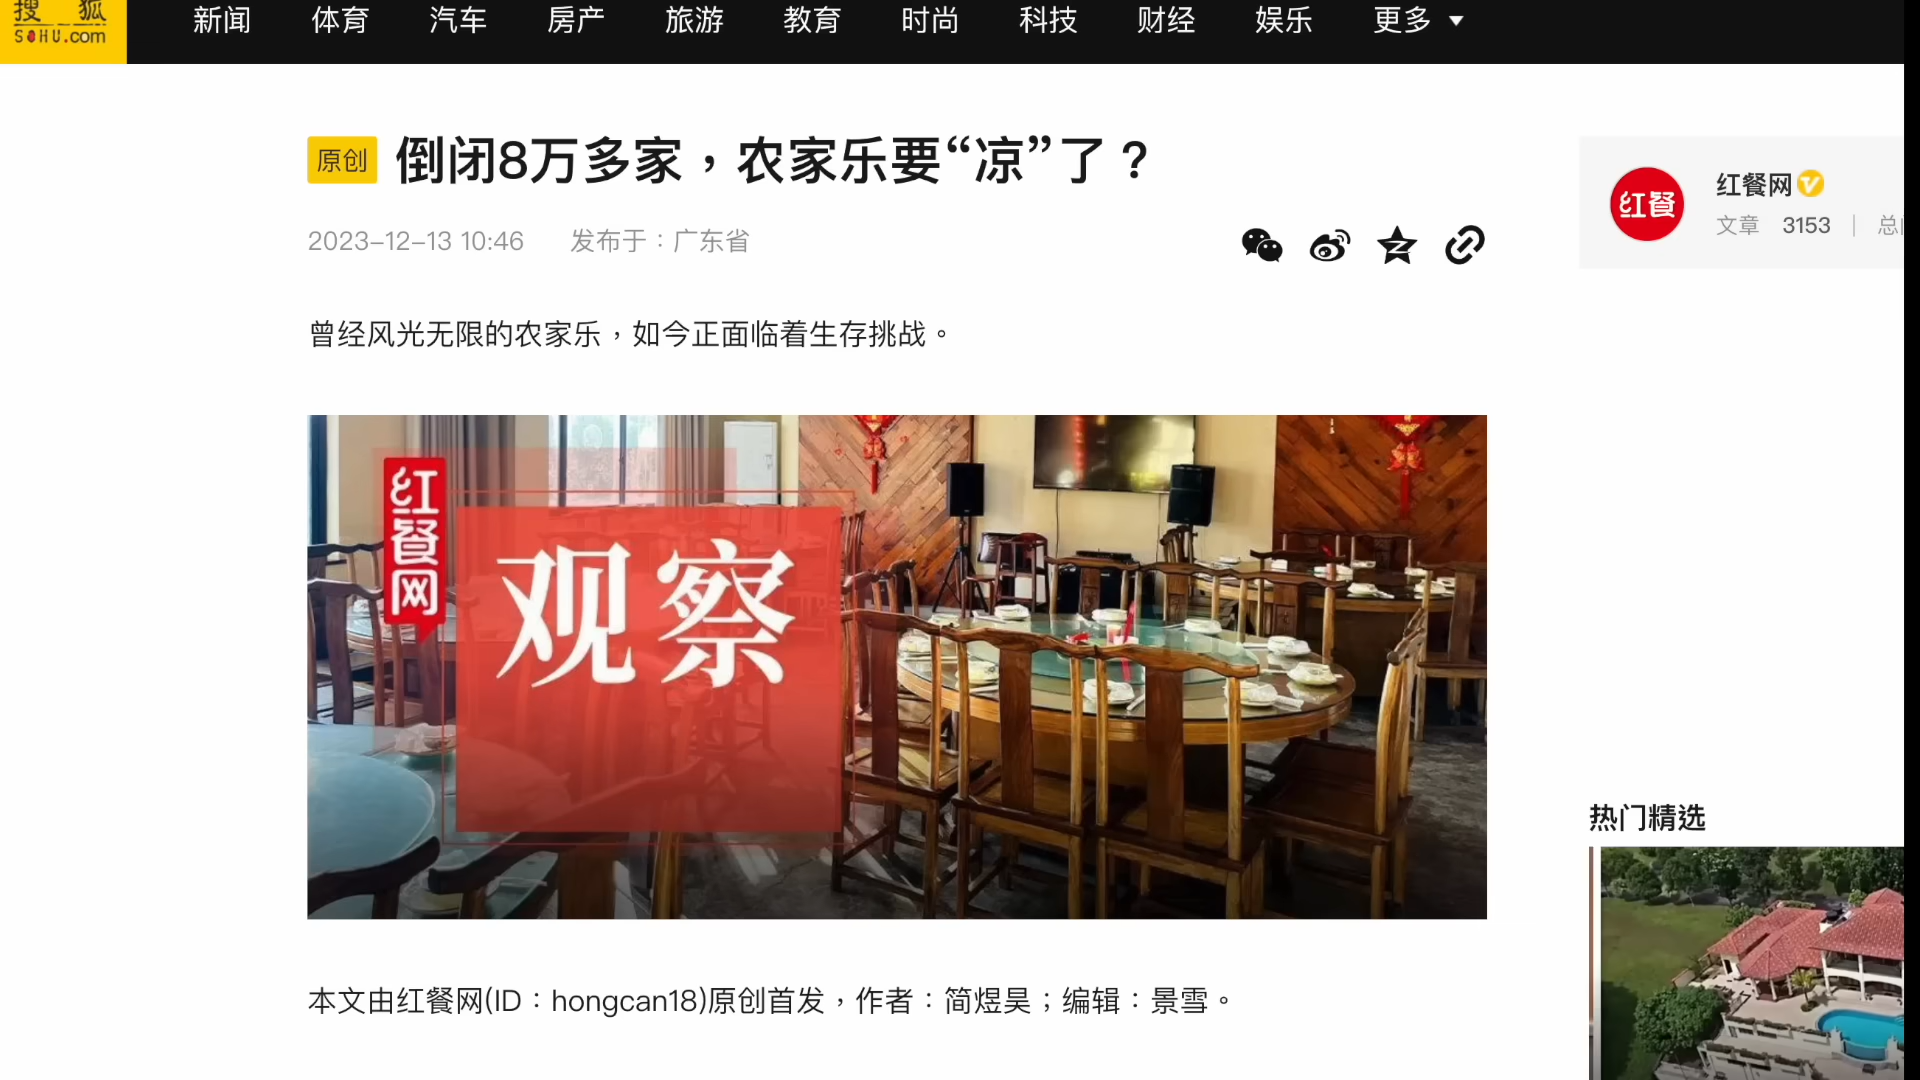 搜狐
SOHU.com
新闻 体育 汽车 房产 旅游 教育 时尚 科技 财经 娱乐 更多
原创 倒闭8万多家，农家乐要“凉”了？
2023-12-13 10:46 发布于：广东省
红餐
红餐网
文章 3153
曾经风光无限的农家乐，如今正面临着生存挑战。
红餐网
观察
热门精选
本文由红餐网(ID：hongcan18)原创首发，作者：简煜昊；编辑：景雪。